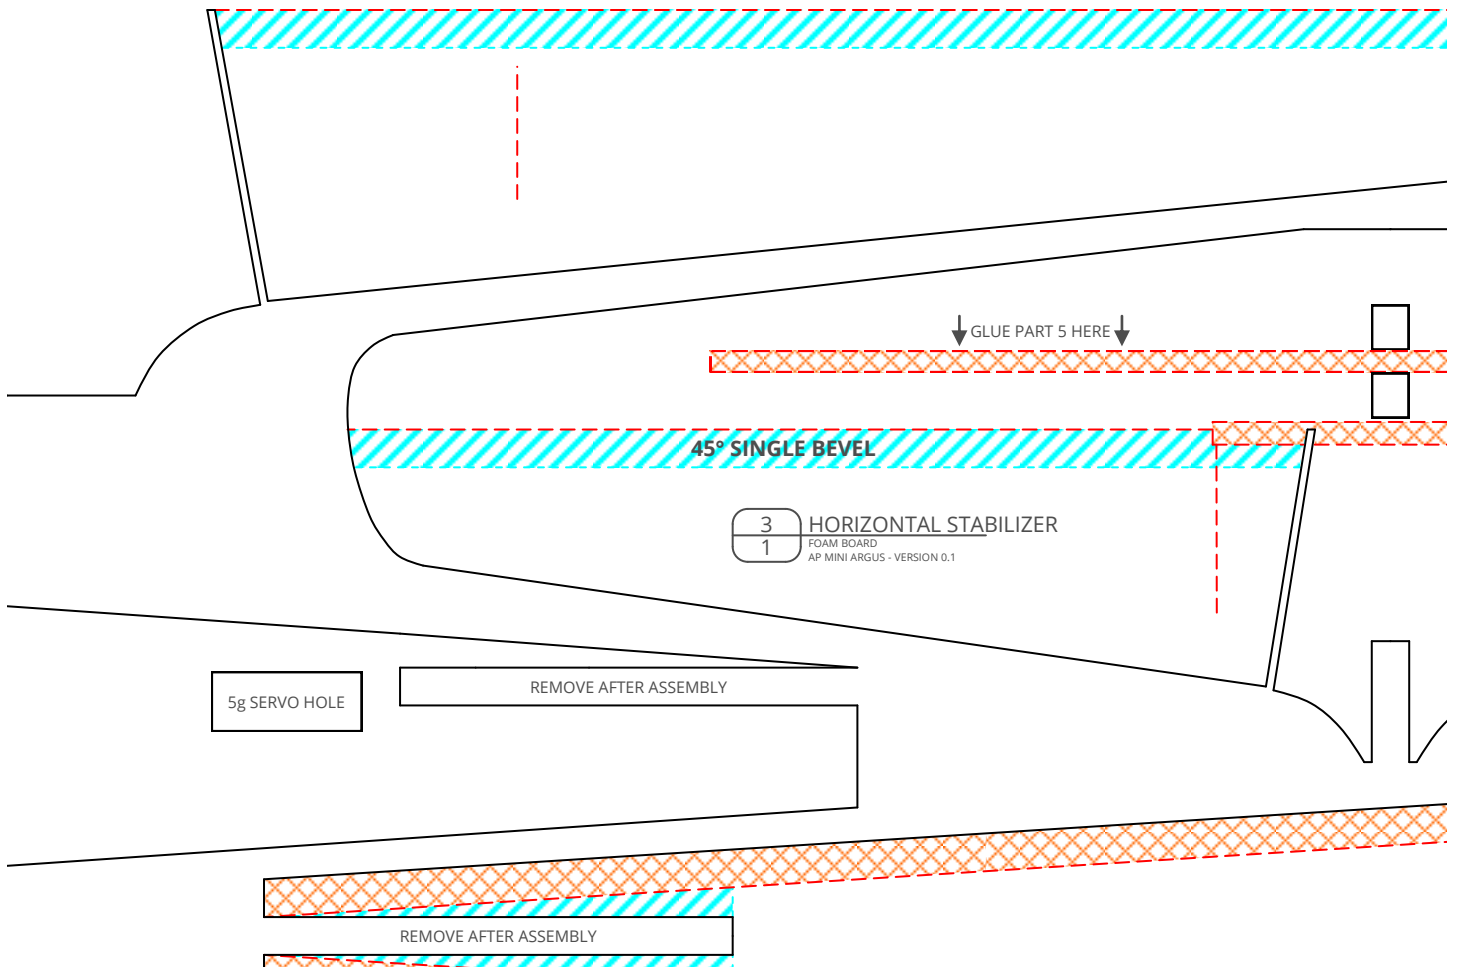 GLUE PART 5 HERE
45° SINGLE BEVEL
3
1
HORIZONTAL STABILIZER
FOAM BOARD
AP MINI ARGUS - VERSION 0.1
REMOVE AFTER ASSEMBLY
5g SERVO HOLE
REMOVE AFTER ASSEMBLY